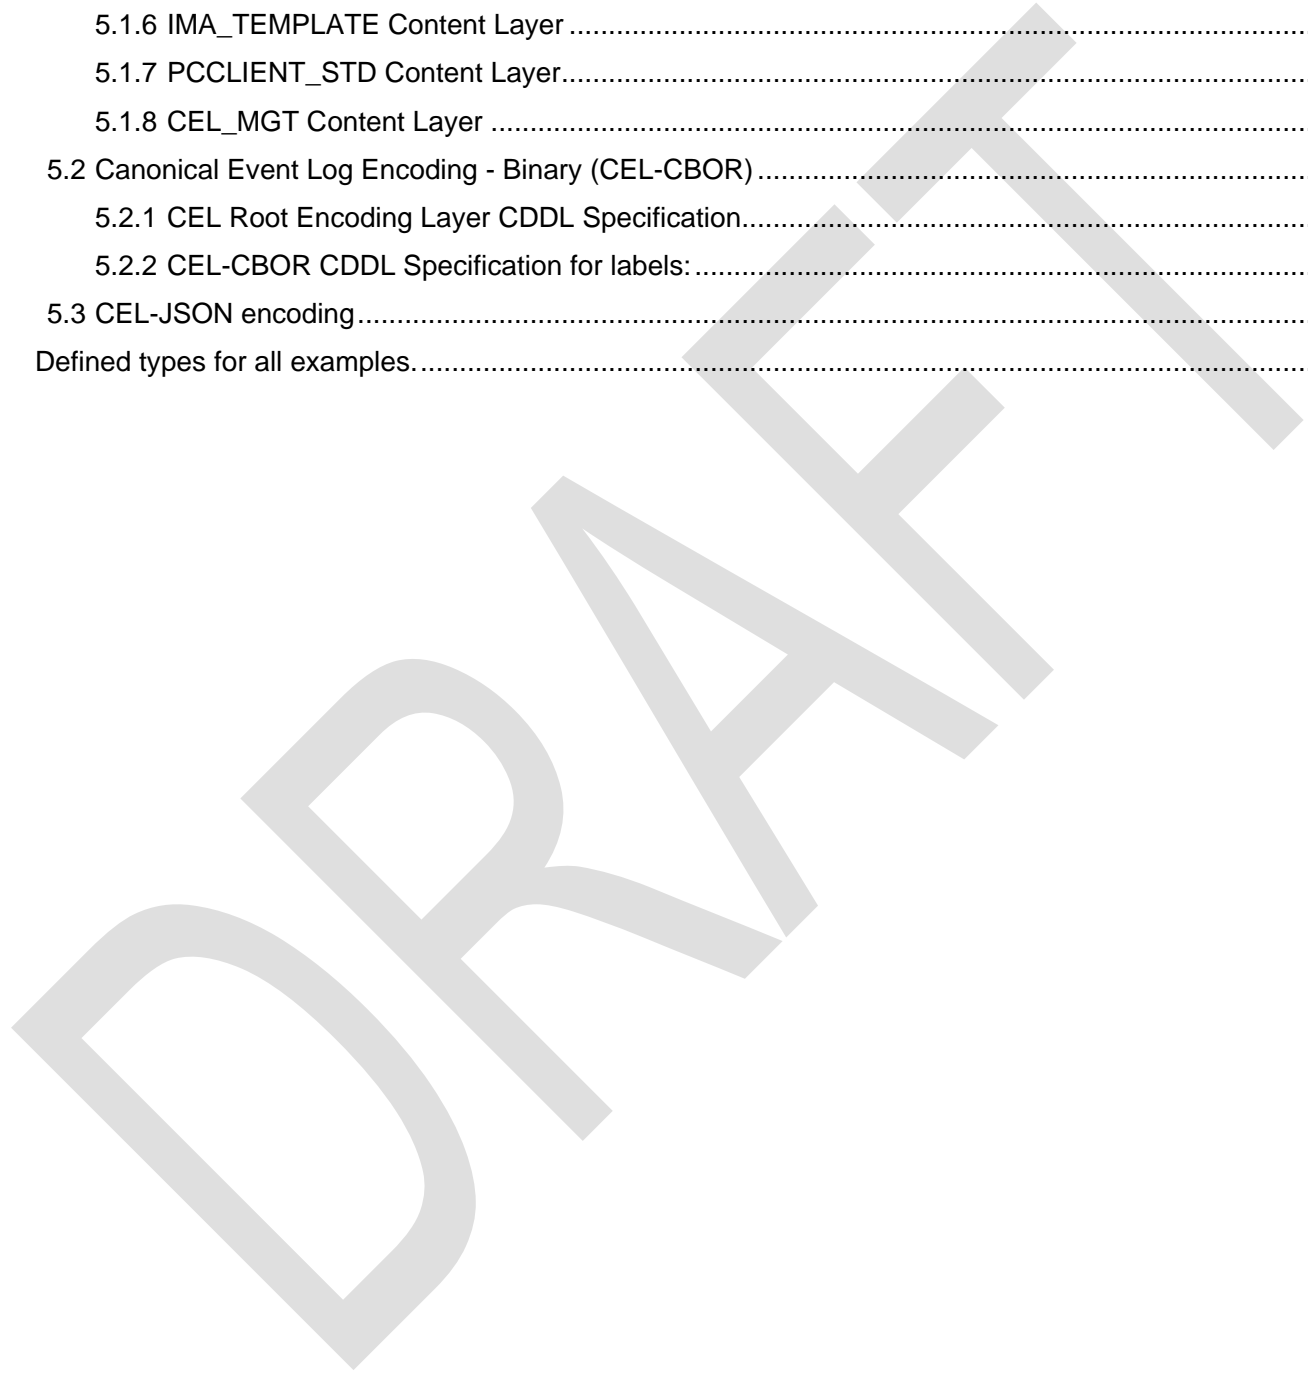 5.1.6 IMA_TEMPLATE Content Layer ........................................................................................................
5.1.7 PCCLIENT_STD Content Layer........................................................................................................
5.1.8 CEL_MGT Content Layer ........................................................................................................
5.2 Canonical Event Log Encoding - Binary (CEL-CBOR) ........................................................................
5.2.1 CEL Root Encoding Layer CDDL Specification........................................................................
5.2.2 CEL-CBOR CDDL Specification for labels: ........................................................................
5.3 CEL-JSON encoding........................................................................................................
Defined types for all examples. ........................................................................................................
DRAFT